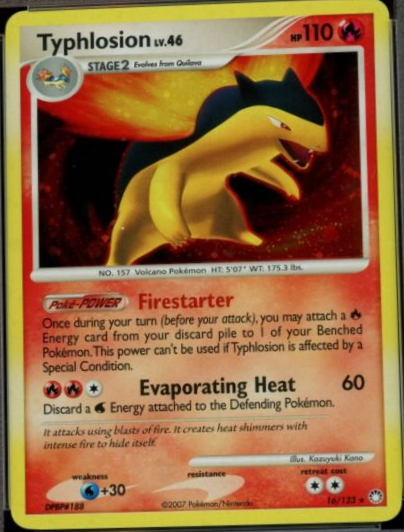 Typhlosion LV.46 HP 110
STAGE2 Evolves from Quilava
NO. 157 Volcano Pokémon HT: 5'07" WT: 175.3 lbs.
Poké-POWER Firestarter
Once during your turn (before your attack), you may attach a
Energy card from your discard pile to 1 of your Benched
Pokémon. This power can't be used if Typhlosion is affected by a
Special Condition.
Evaporating Heat 60
Discard a Energy attached to the Defending Pokémon.
It attacks using blasts of fire. It creates heat shimmers with
intense fire to hide itself.
Illus. Kazuyuki Kano
weakness resistance retreat cost
+30
DPBP#188 ©2007 Pokémon/Nintendo 16/123 ★